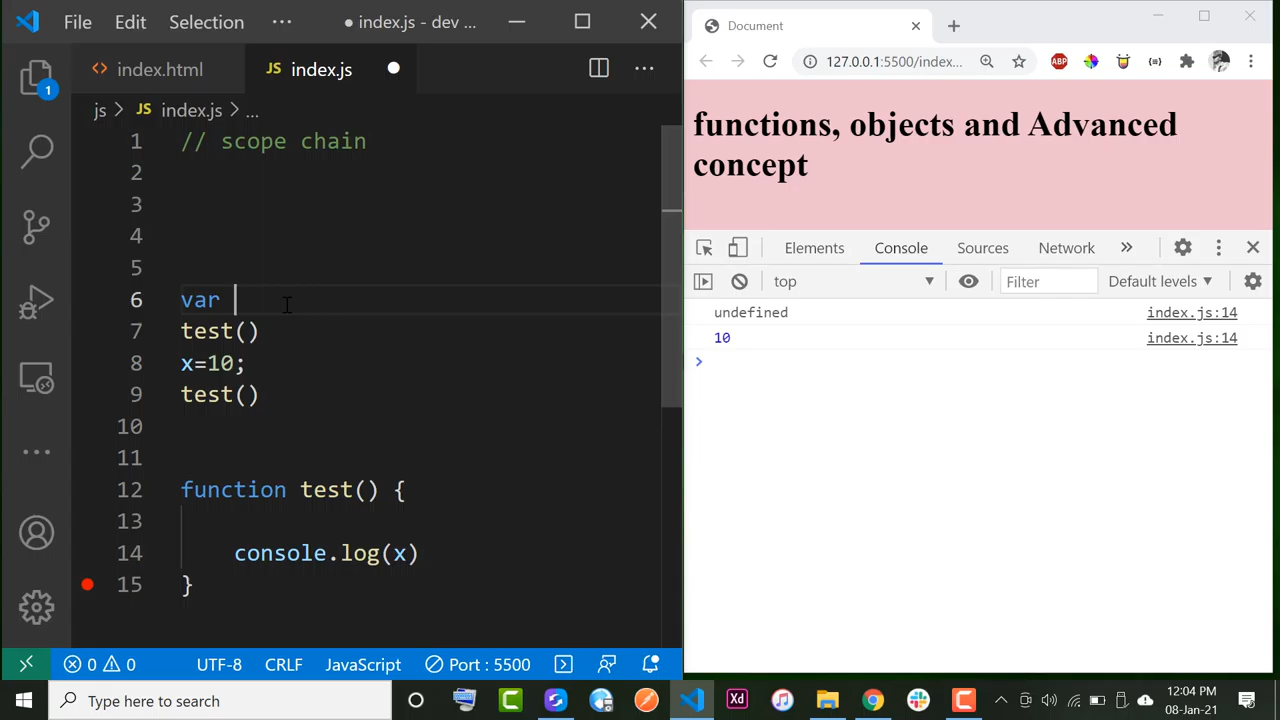 File Edit Selection ··· ● index.js - dev ...
index.html
JS index.js
js > JS index.js > ...
1 // scope chain
2
3
4
5
6 var
7 test()
8 x=10;
9 test()
10
11
12 function test() {
13
14 console.log(x)
15 }
1
0 0 UTF-8 CRLF JavaScript Port : 5500
Document
127.0.0.1:5500/index...
ABP
functions, objects and Advanced
concept
Elements Console Sources Network »
top Filter Default levels
undefined index.js:14
10 index.js:14
Type here to search
Xd
12:04 PM
08-Jan-21